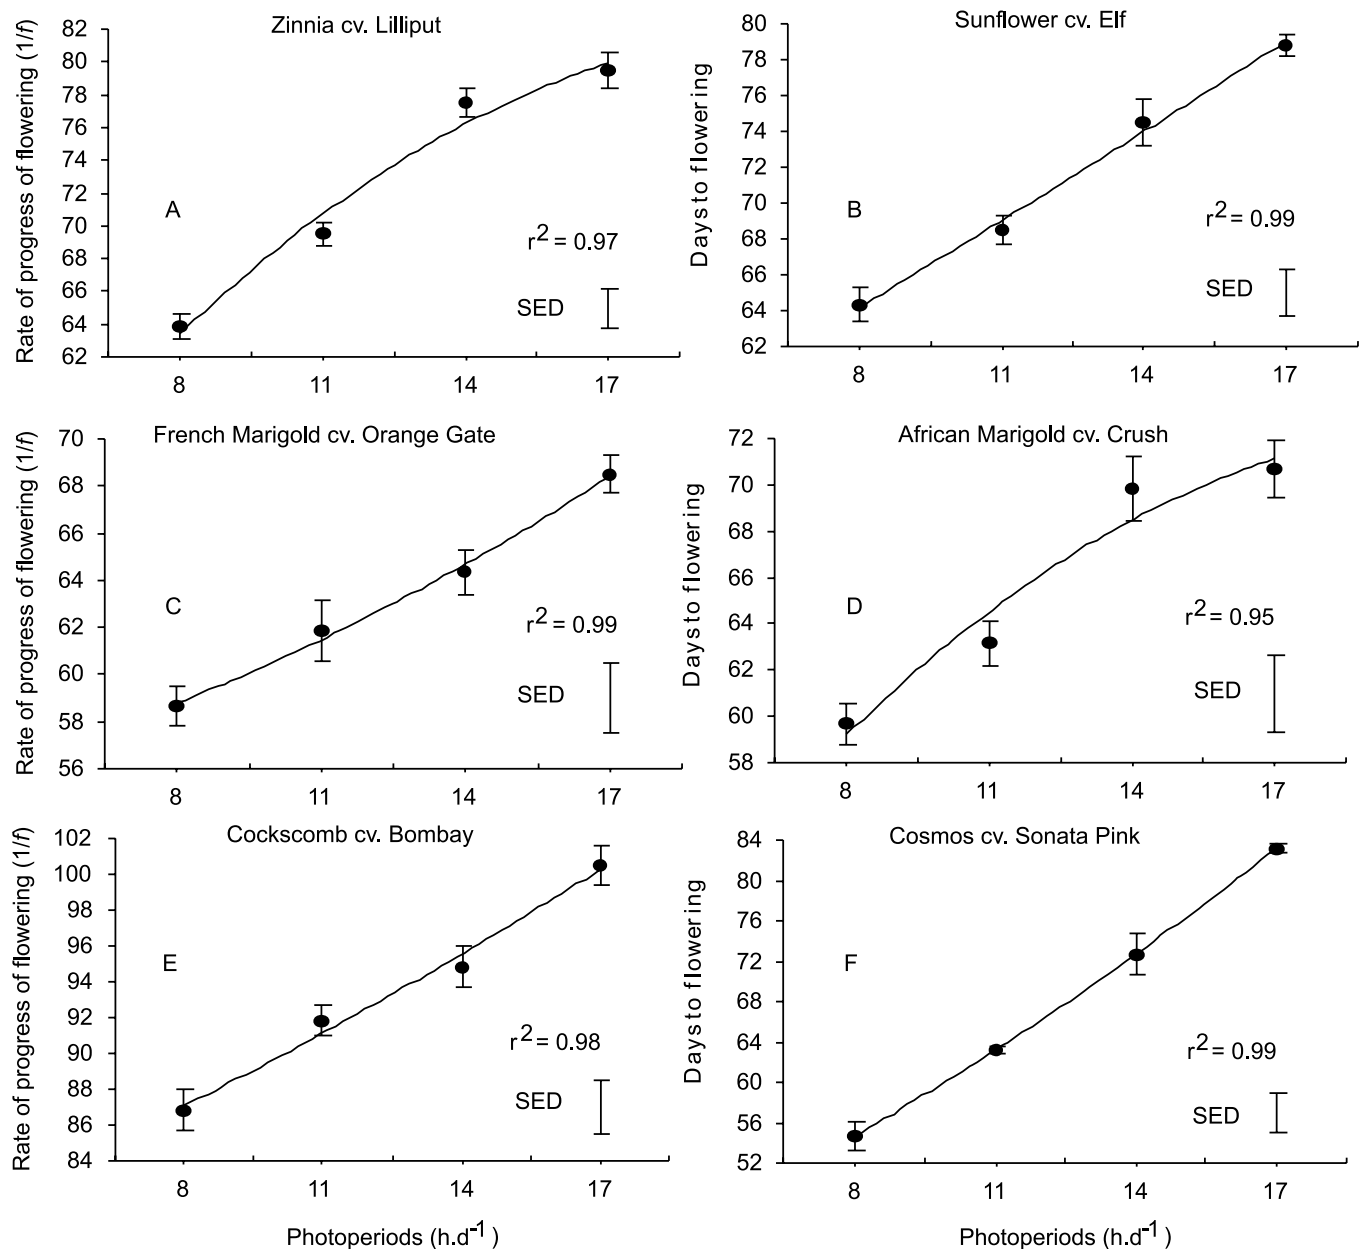 Zinnia cv. Lilliput
Rate of progress of flowering (1/f)
82
80
78
76
74
72
70
68
66
64
62
A
r2 = 0.97
SED
8 11 14 17
Sunflower cv. Elf
Daysto flowering
80
78
76
74
72
70
68
66
64
62
B
r2 = 0.99
SED
8 11 14 17
French Marigold cv. Orange Gate
Rate of progress of flowering (1/f)
70
68
66
64
62
60
58
56
C
r2 = 0.99
SED
8 11 14 17
African Marigold cv. Crush
Daysto flowering
72
70
68
66
64
62
60
58
D
r2 = 0.95
SED
8 11 14 17
Cockscomb cv. Bombay
Rate of progress of flowering (1/f)
102
100
98
96
94
92
90
88
86
84
E
r2 = 0.98
SED
8 11 14 17
Photoperiods (h.d-1 )
Cosmos cv. Sonata Pink
Daysto flowering
84
80
76
72
68
64
60
56
52
F
r2 = 0.99
SED
8 11 14 17
Photoperiods (h.d-1 )